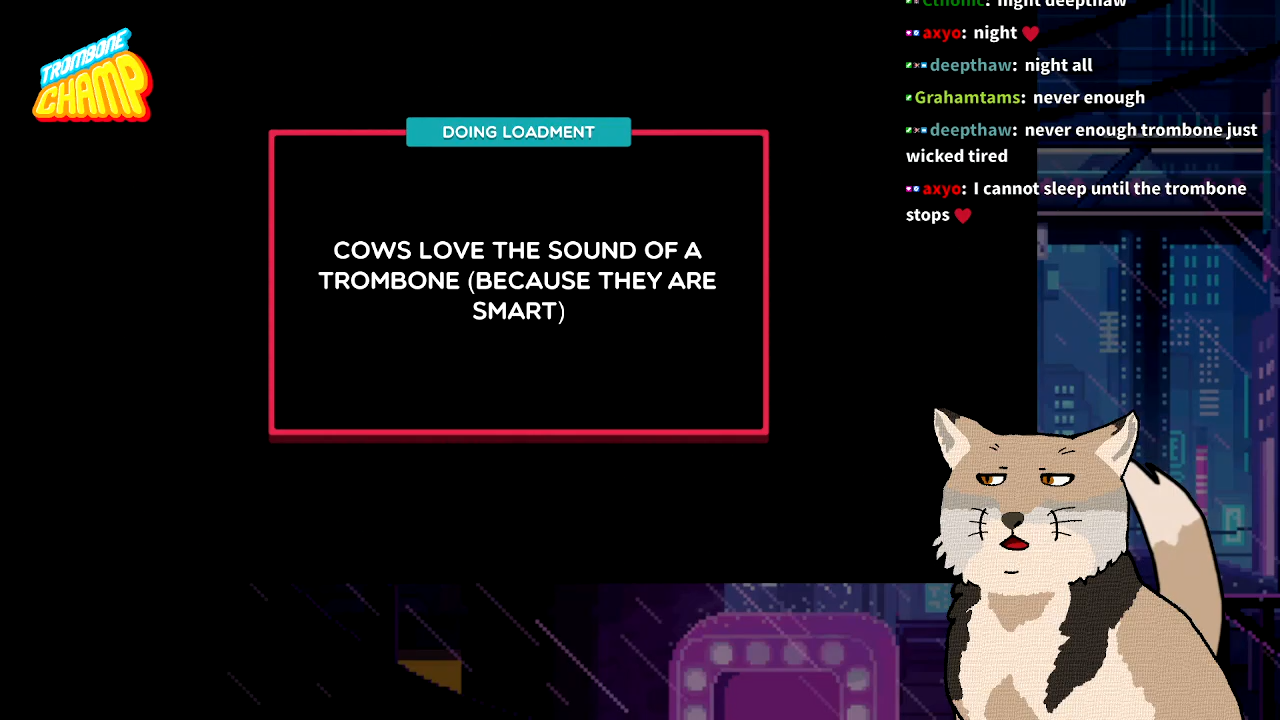 TROMBONE
CHAMP
DOING LOADMENT
COWS LOVE THE SOUND OF A
TROMBONE (BECAUSE THEY ARE
SMART)
Cthonic: night deepthaw
axyo: night ❤
deepthaw: night all
Grahamtams: never enough
deepthaw: never enough trombone just
wicked tired
axyo: I cannot sleep until the trombone
stops ❤